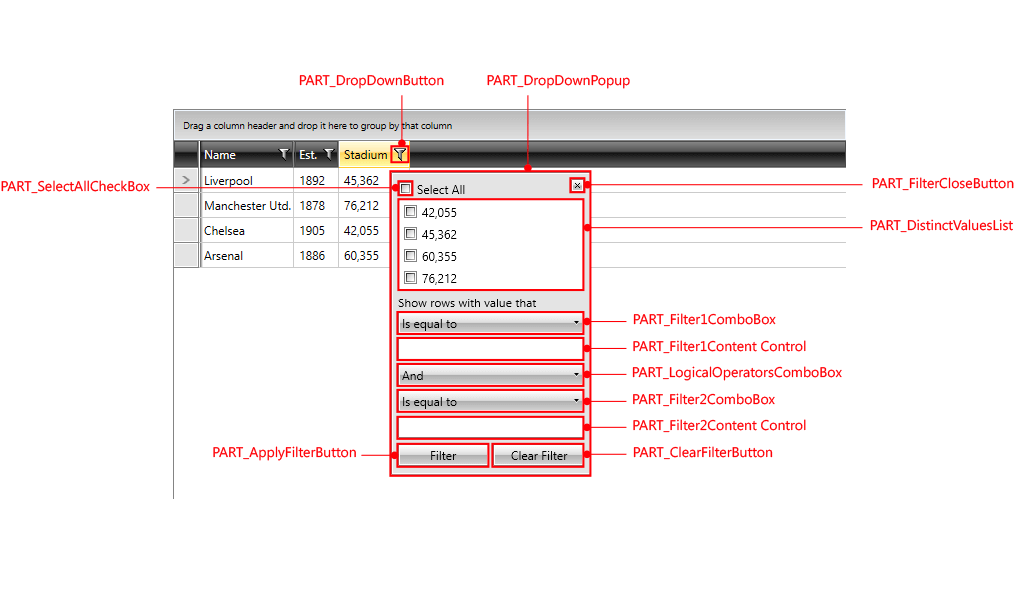 PART_DropDownButton PART_DropDownPopup
Drag a column header and drop it here to group by that column
Name Est. Stadium
Liverpool 1892 45,362
Manchester Utd. 1878 76,212
Chelsea 1905 42,055
Arsenal 1886 60,355
PART_SelectAllCheckBox
Select All
PART_FilterCloseButton
42,055
45,362
60,355
76,212
PART_DistinctValuesList
Show rows with value that
Is equal to
PART_Filter1ComboBox
PART_Filter1Content Control
And
PART_LogicalOperatorsComboBox
Is equal to
PART_Filter2ComboBox
PART_Filter2Content Control
PART_ApplyFilterButton
Filter Clear Filter
PART_ClearFilterButton